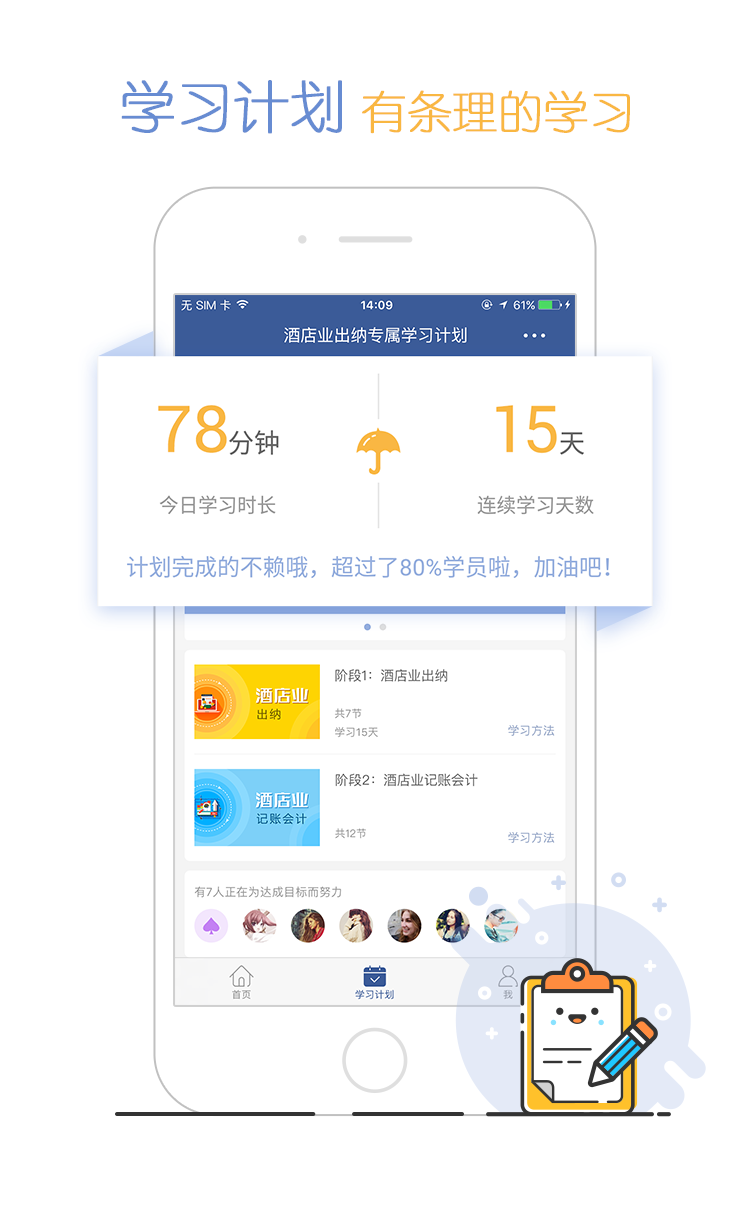 学习计划 有条理的学习
无 SIM 卡 14:09 61%
酒店业出纳专属学习计划
78分钟 15天
今日学习时长 连续学习天数
计划完成的不赖哦，超过了80%学员啦，加油吧！
酒店业
出纳
阶段1：酒店业出纳
共7节
学习15天
学习方法
酒店业
记账会计
阶段2：酒店业记账会计
共12节
学习方法
有7人正在为达成目标而努力
首页 学习计划 我